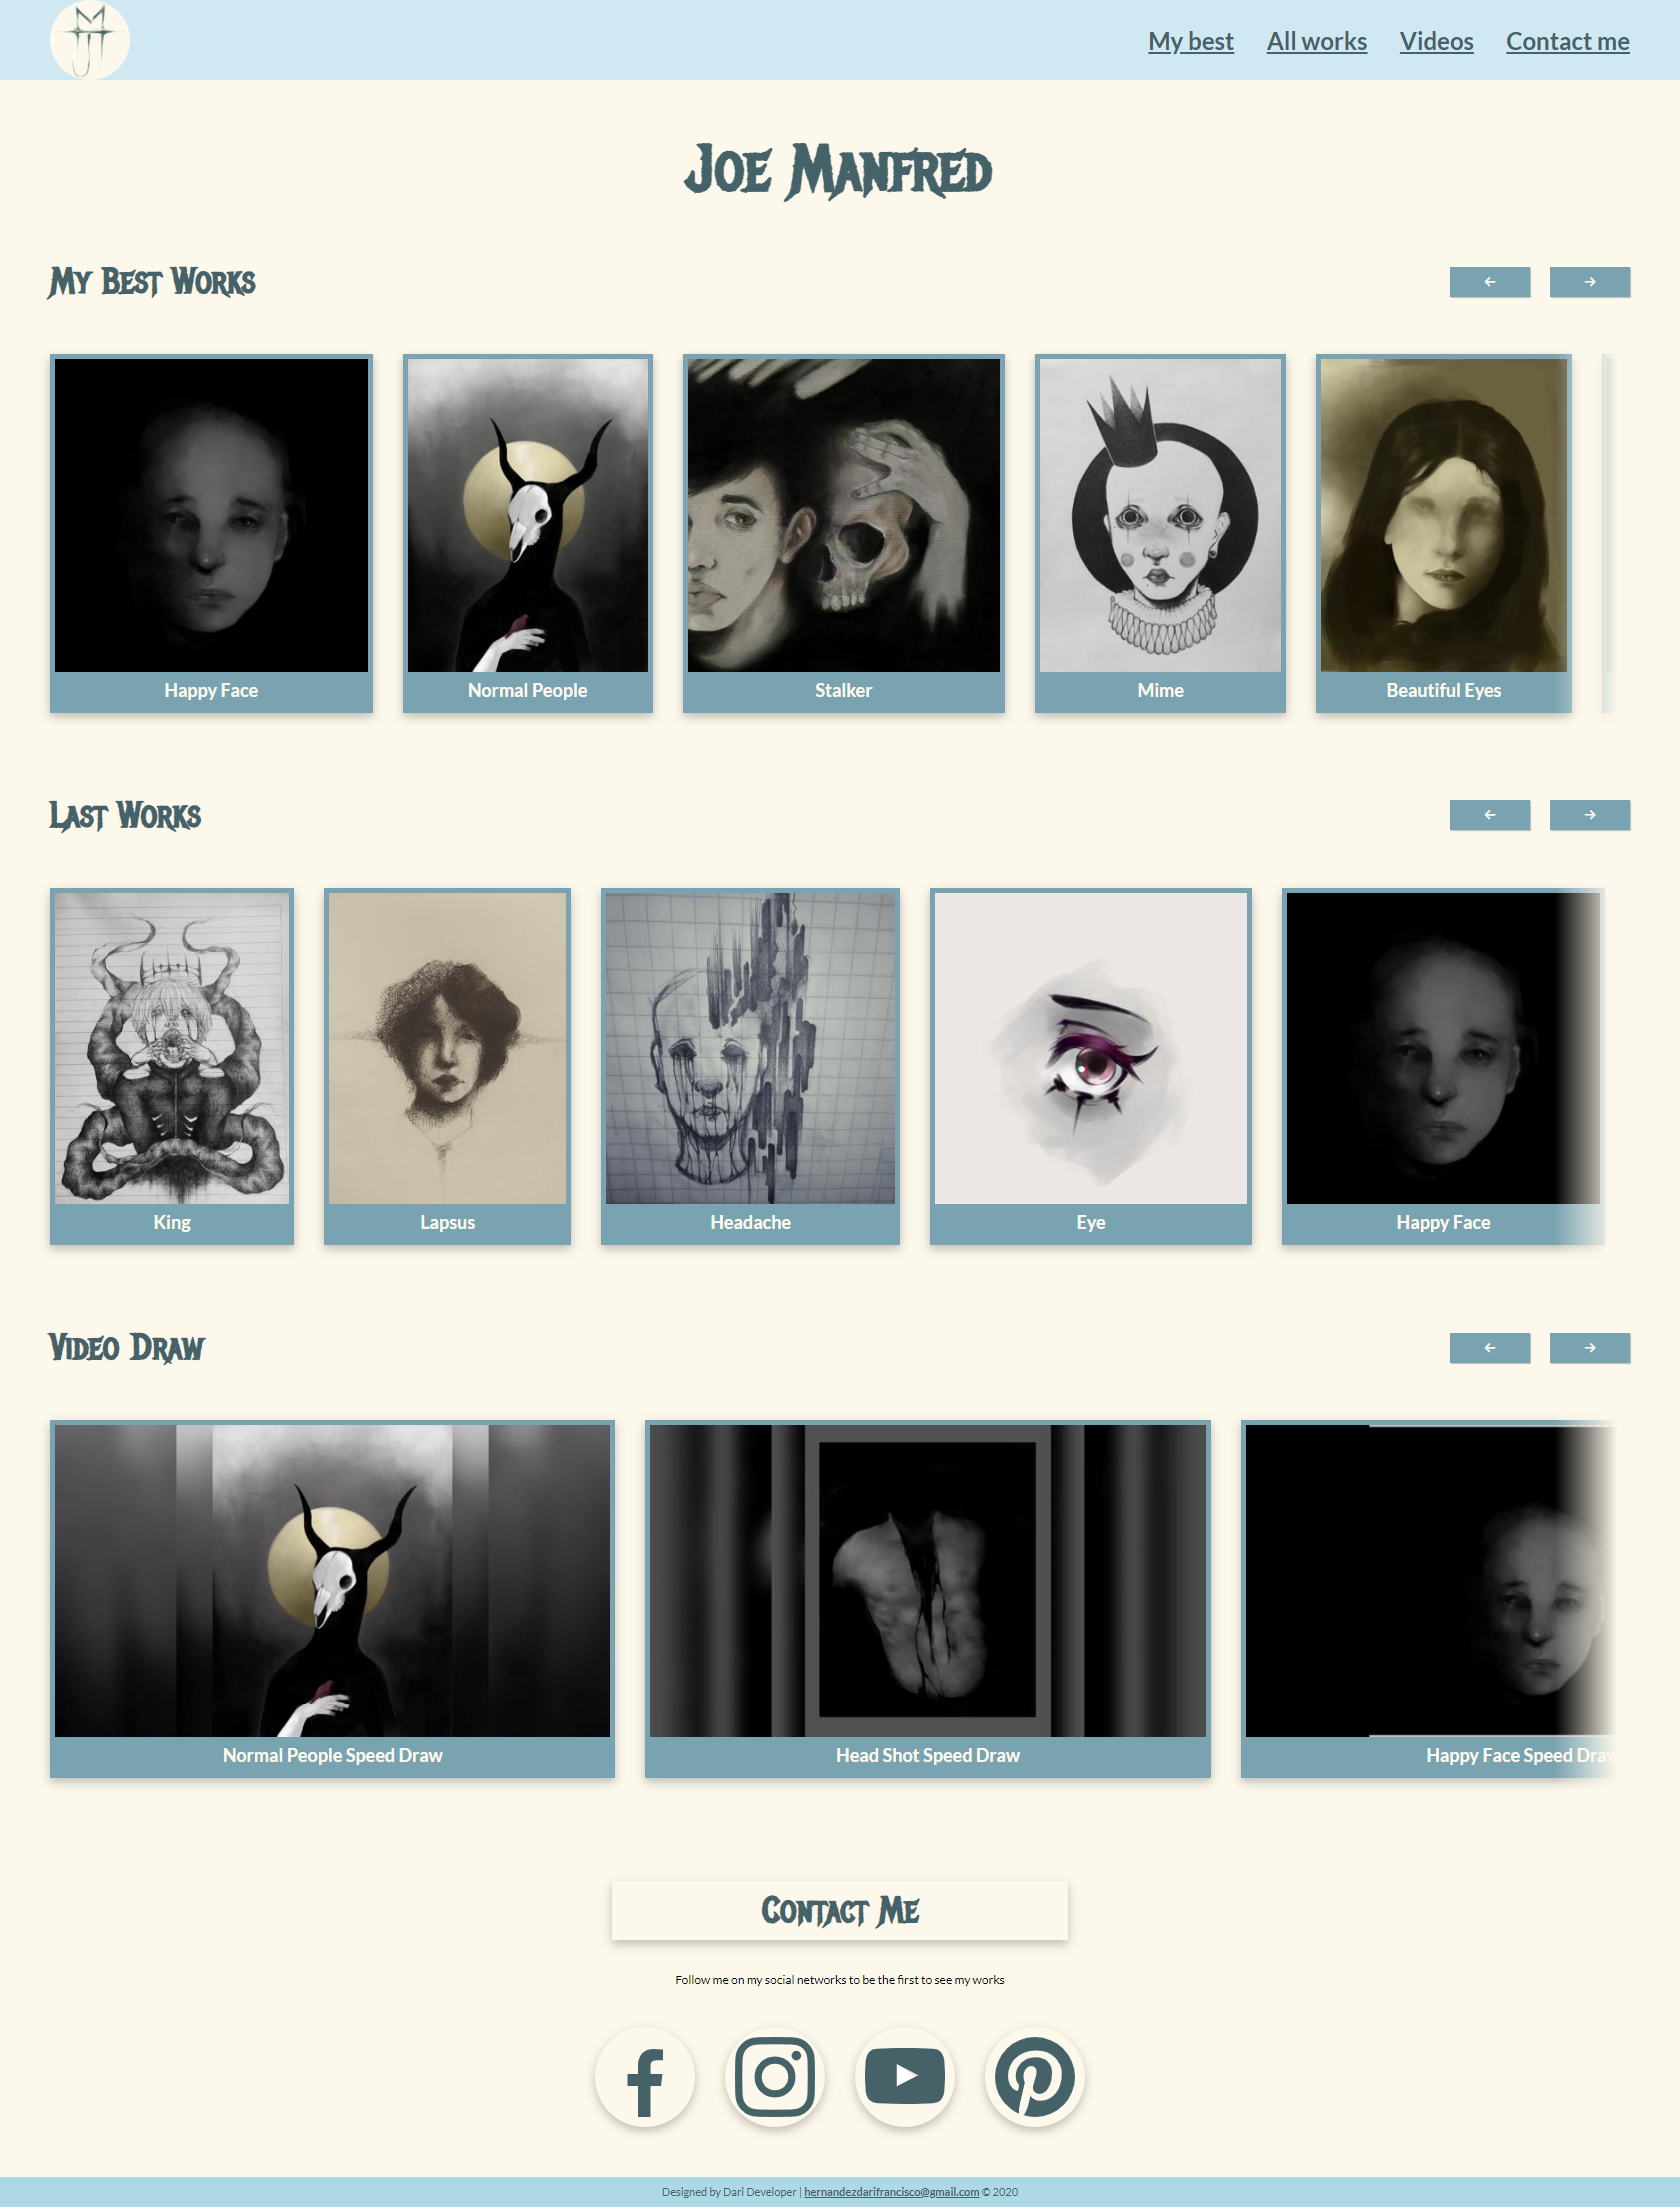 My best All works Videos Contact me
Joe Manfred
My Best Works
← →
Happy Face Normal People Stalker Mime Beautiful Eyes
Last Works
← →
King Lapsus Headache Eye Happy Face
Video Draw
← →
Normal People Speed Draw Head Shot Speed Draw Happy Face Speed Draw
Contact Me
Follow me on my social networks to be the first to see my works
Designed by Dari Developer | hernandezdarifrancisco@gmail.com © 2020